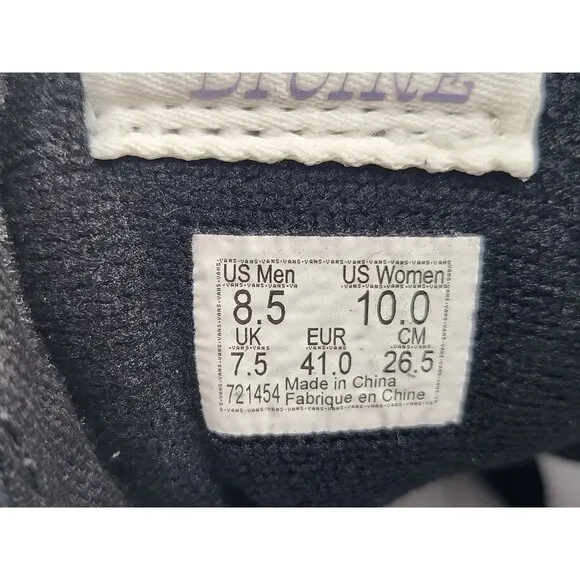 US Men US Women
8.5 10.0
UK EUR CM
7.5 41.0 26.5
721454 Made in China
Fabrique en Chine